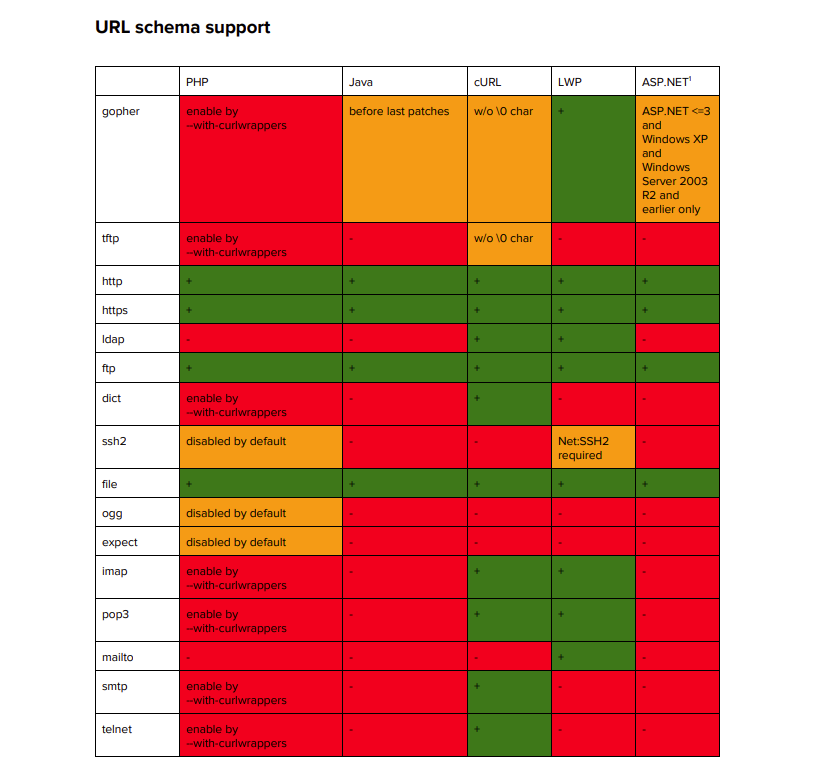 URL schema support
PHP Java cURL LWP ASP.NET¹
gopher enable by --with-curlwrappers before last patches w/o \0 char + ASP.NET <=3 and Windows XP and Windows Server 2003 R2 and earlier only
tftp enable by --with-curlwrappers - w/o \0 char - -
http + + + + +
https + + + + +
ldap - - + + -
ftp + + + + +
dict enable by --with-curlwrappers - + - -
ssh2 disabled by default - - Net:SSH2 required -
file + + + + +
ogg disabled by default - - - -
expect disabled by default - - - -
imap enable by --with-curlwrappers - + + -
pop3 enable by --with-curlwrappers - + + -
mailto - - - + -
smtp enable by --with-curlwrappers - + - -
telnet enable by --with-curlwrappers - + - -